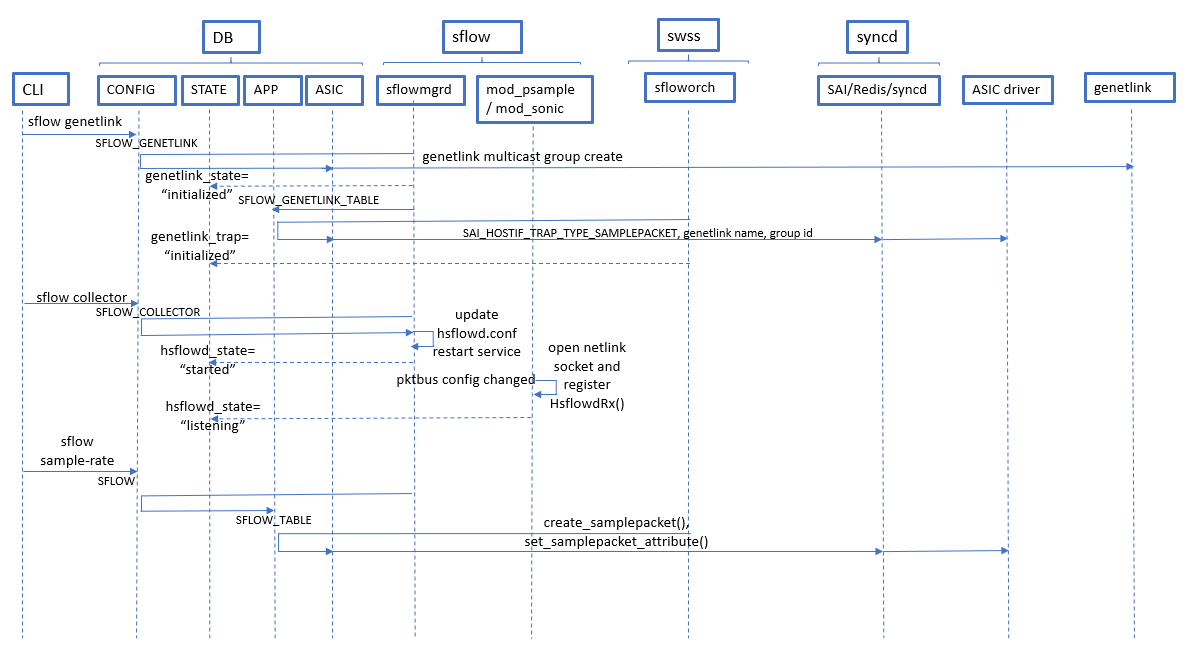 DB
sflow
swss
syncd
CLI
CONFIG
STATE
APP
ASIC
sflowmgrd
mod_psample
/ mod_sonic
sfloworch
SAI/Redis/syncd
ASIC driver
genetlink
sflow genetlink
SFLOW_GENETLINK
genetlink multicast group create
genetlink_state=
“initialized”
SFLOW_GENETLINK_TABLE
SAI_HOSTIF_TRAP_TYPE_SAMPLEPACKET, genetlink name, group id
genetlink_trap=
“initialized”
sflow collector
SFLOW_COLLECTOR
update
hsflowd.conf
restart service
hsflowd_state=
“started”
open netlink
socket and
register
HsflowdRx()
pktbus config changed
hsflowd_state=
“listening”
sflow
sample-rate
SFLOW
SFLOW_TABLE
create_samplepacket(),
set_samplepacket_attribute()